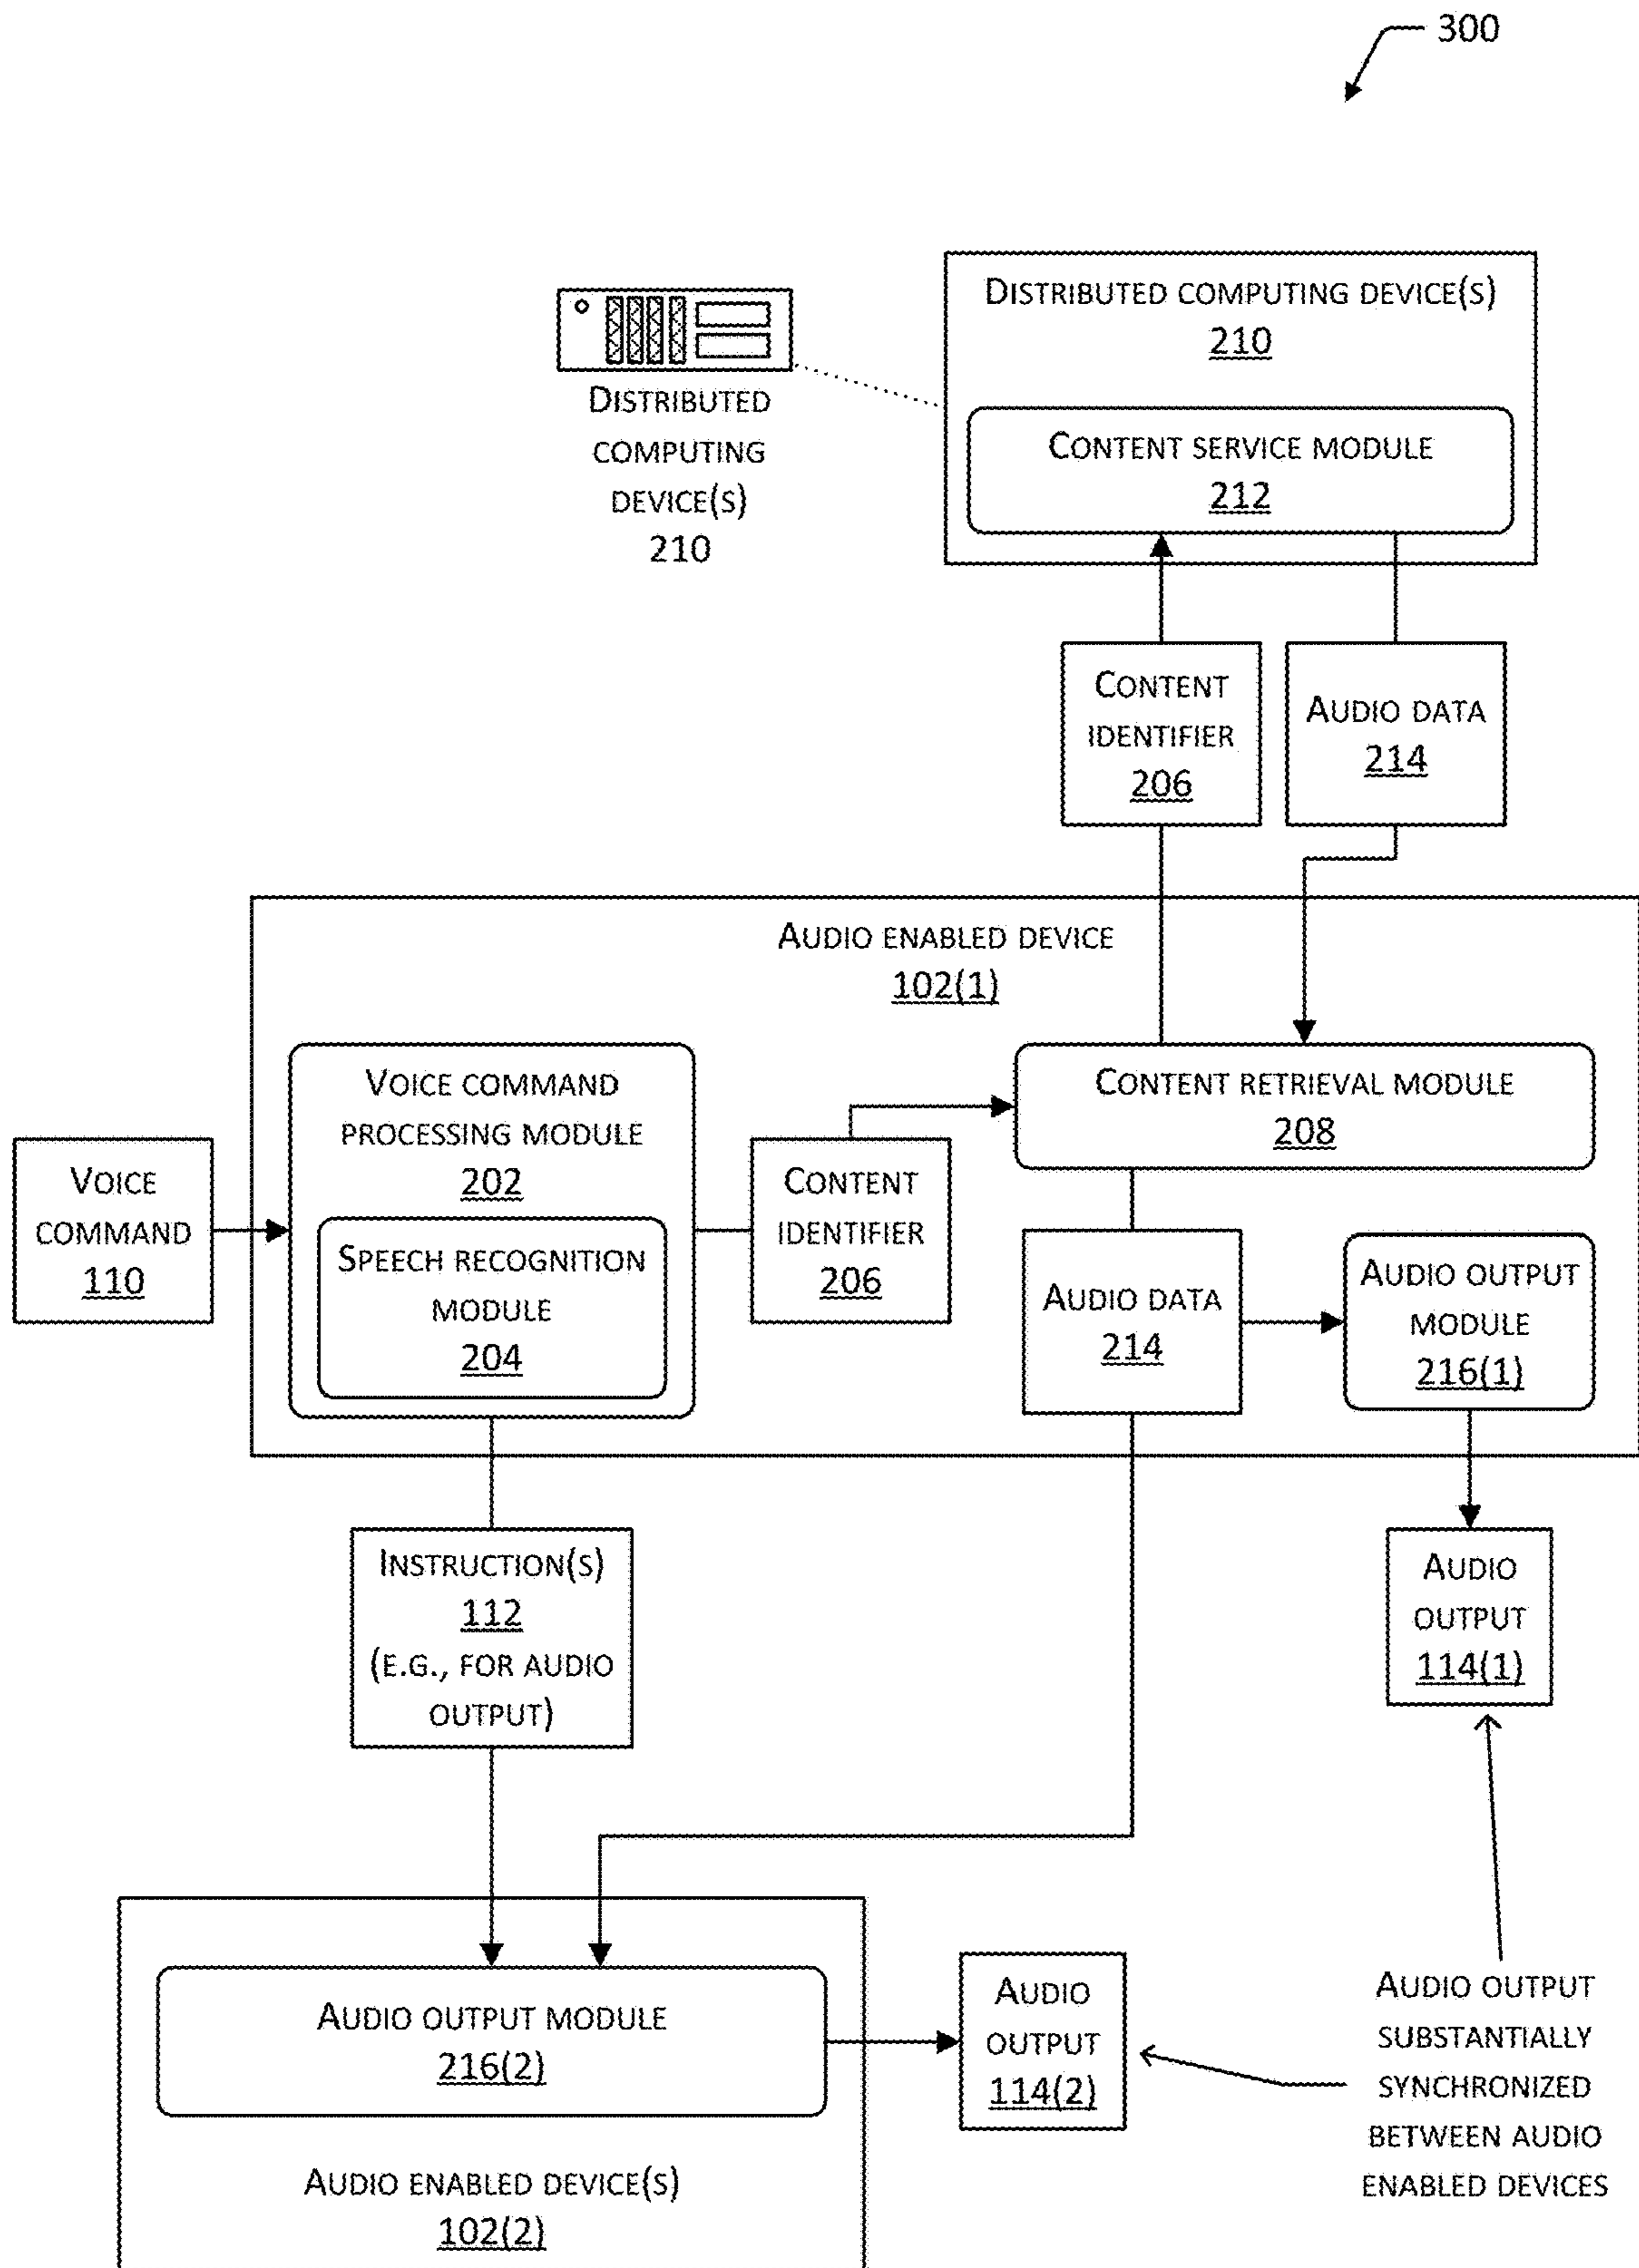 300
DISTRIBUTED COMPUTING DEVICE(S)
210
CONTENT SERVICE MODULE
212
DISTRIBUTED
COMPUTING
DEVICE(S)
210
CONTENT
IDENTIFIER
206
AUDIO DATA
214
AUDIO ENABLED DEVICE
102(1)
VOICE COMMAND
PROCESSING MODULE
202
SPEECH RECOGNITION
MODULE
204
VOICE
COMMAND
110
CONTENT
IDENTIFIER
206
CONTENT RETRIEVAL MODULE
208
AUDIO DATA
214
AUDIO OUTPUT
MODULE
216(1)
INSTRUCTION(S)
112
(E.G., FOR AUDIO
OUTPUT)
AUDIO
OUTPUT
114(1)
AUDIO OUTPUT MODULE
216(2)
AUDIO ENABLED DEVICE(S)
102(2)
AUDIO
OUTPUT
114(2)
AUDIO OUTPUT
SUBSTANTIALLY
SYNCHRONIZED
BETWEEN AUDIO
ENABLED DEVICES